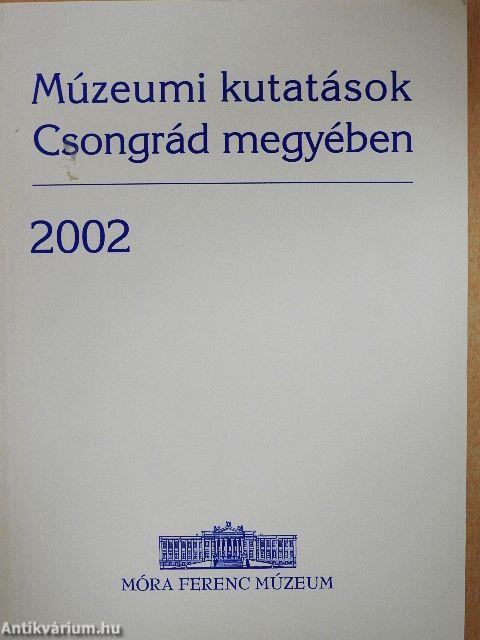 Múzeumi kutatások
Csongrád megyében
2002
MÓRA FERENC MÚZEUM
Antikvárium.hu